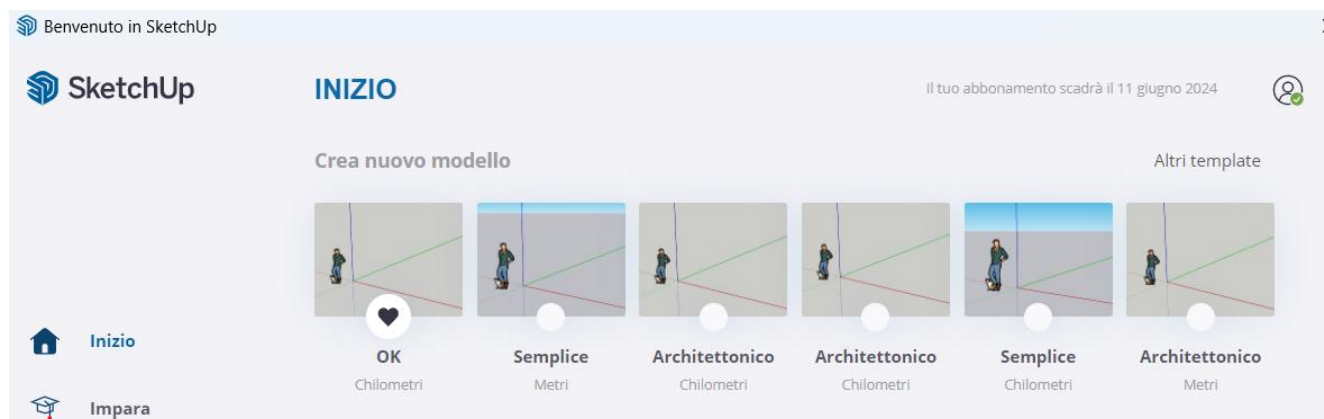 Benvenuto in SketchUp
SketchUp
INIZIO
Il tuo abbonamento scadrà il 11 giugno 2024
Crea nuovo modello
Altri template
OK
Chilometri
Semplice
Metri
Architettonico
Chilometri
Architettonico
Chilometri
Semplice
Chilometri
Architettonico
Metri
Inizio
Impara